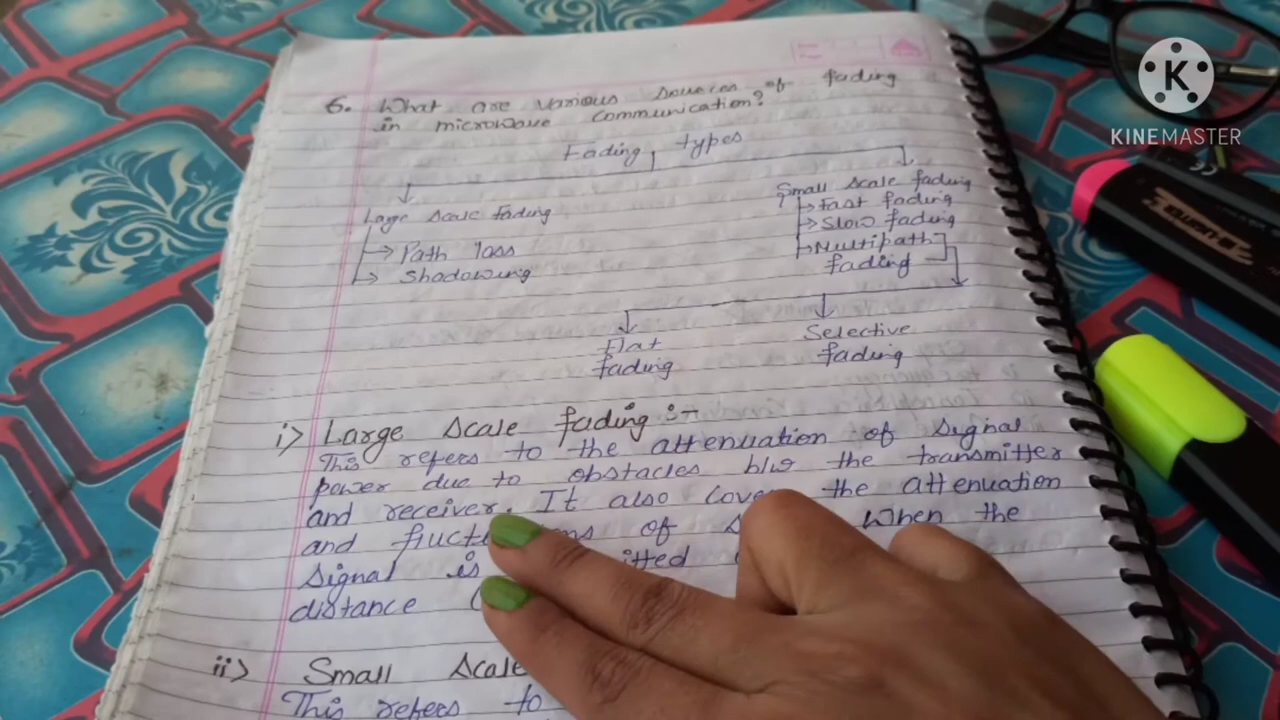 6. What are various sources of fading
in microwave communication?
Fading types
Large scale fading
Path loss
Shadowing
Small scale fading
Fast fading
Slow fading
Multipath
fading
Flat
fading
Selective
fading
i) Large scale fading :-
This refers to the attenuation of signal
power due to obstacles b/w the transmitter
and receiver. It also the attenuation
and of When the
signal is
distance
ii) Small scale
This refers to
KINEMASTER
K